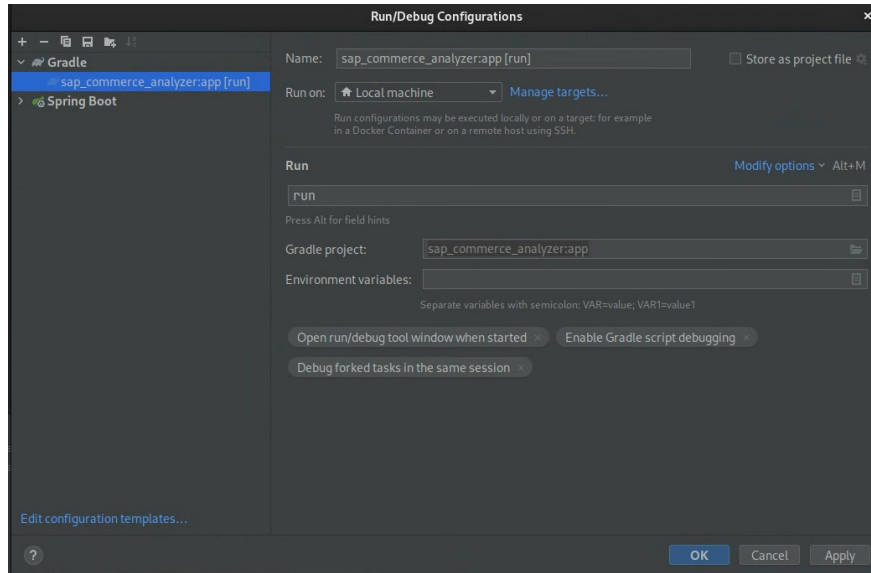 Run/Debug Configurations
Gradle
sap_commerce_analyzer:app [run]
Spring Boot
Edit configuration templates...
Name: sap_commerce_analyzer:app [run] Store as project file
Run on: Local machine Manage targets...
Run configurations may be executed locally or on a target: for example
in a Docker Container or on a remote host using SSH.
Run Modify options Alt+M
run
Press Alt for field hints
Gradle project: sap_commerce_analyzer:app
Environment variables:
Separate variables with semicolon: VAR=value; VAR1=value1
Open run/debug tool window when started × Enable Gradle script debugging ×
Debug forked tasks in the same session ×
? OK Cancel Apply